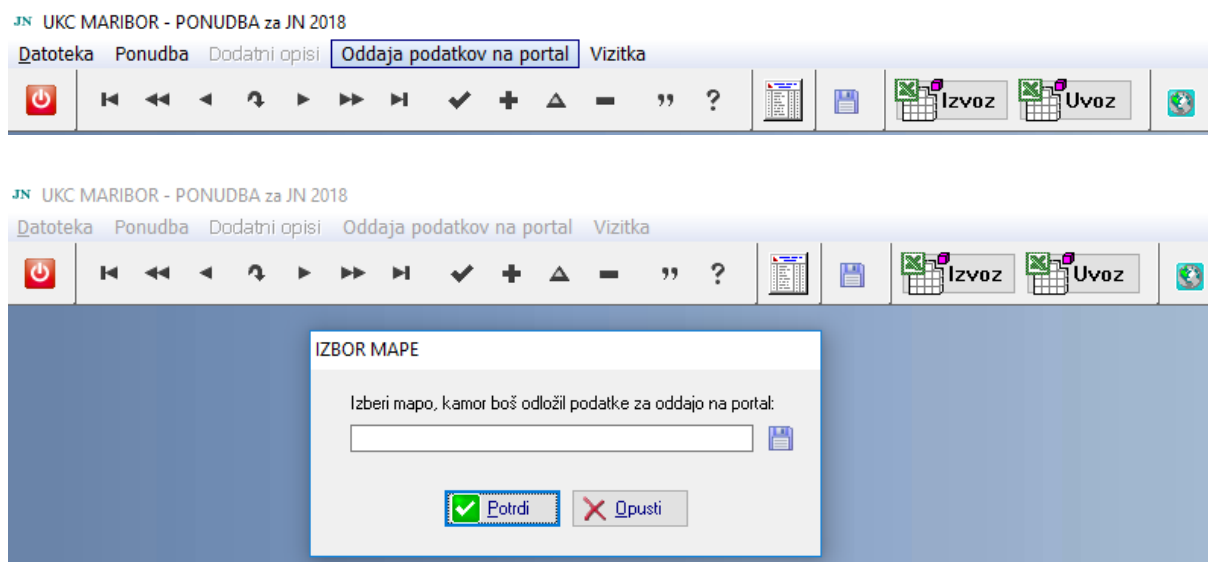 JN UKC MARIBOR - PONUDBA za JN 2018
Datoteka Ponudba Dodatni opisi Oddaja podatkov na portal Vizitka
? Izvoz Uvoz
JN UKC MARIBOR - PONUDBA za JN 2018
Datoteka Ponudba Dodatni opisi Oddaja podatkov na portal Vizitka
? Izvoz Uvoz
IZBOR MAPE
Izberi mapo, kamor boš odložil podatke za oddajo na portal:
Potrdi Opusti